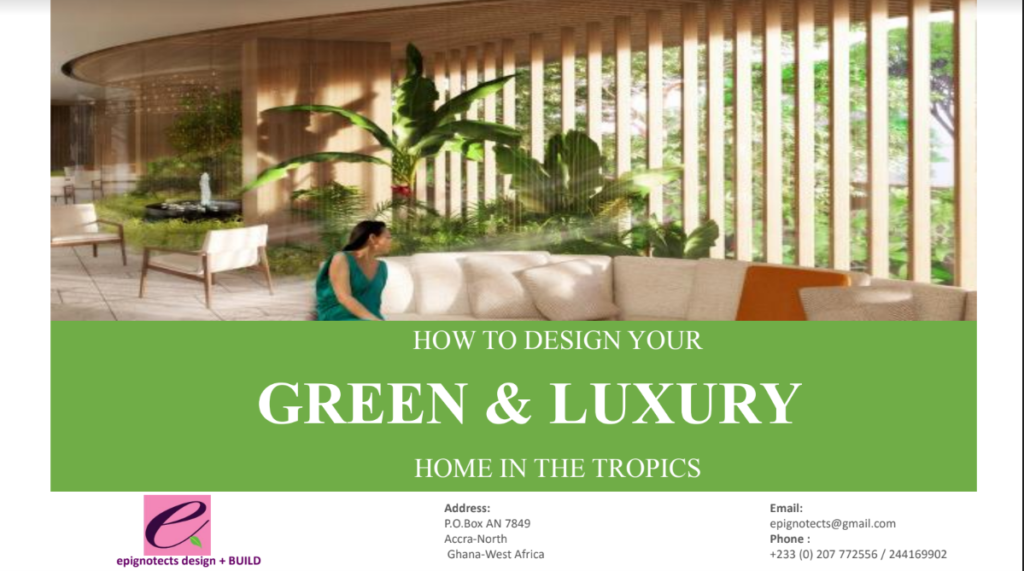 HOW TO DESIGN YOUR
GREEN & LUXURY
HOME IN THE TROPICS
e
epignotects design + BUILD
Address:
P.O.Box AN 7849
Accra-North
Ghana-West Africa
Email:
epignotects@gmail.com
Phone :
+233 (0) 207 772556 / 244169902